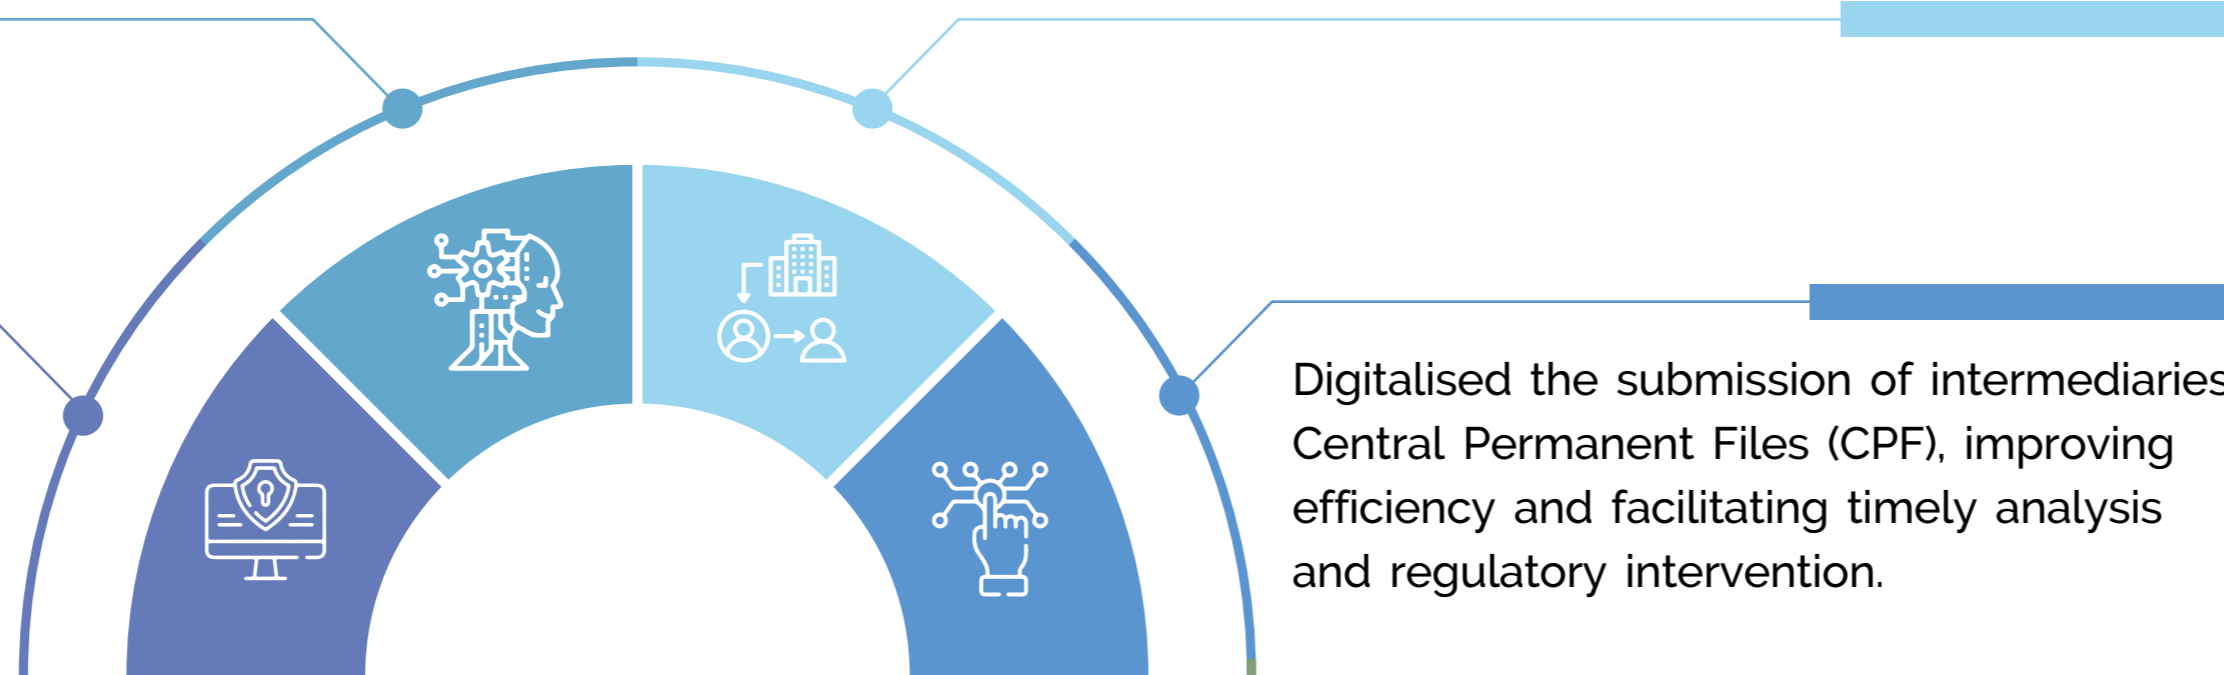 Digitalised the submission of intermediaries
Central Permanent Files (CPF), improving
efficiency and facilitating timely analysis
and regulatory intervention.